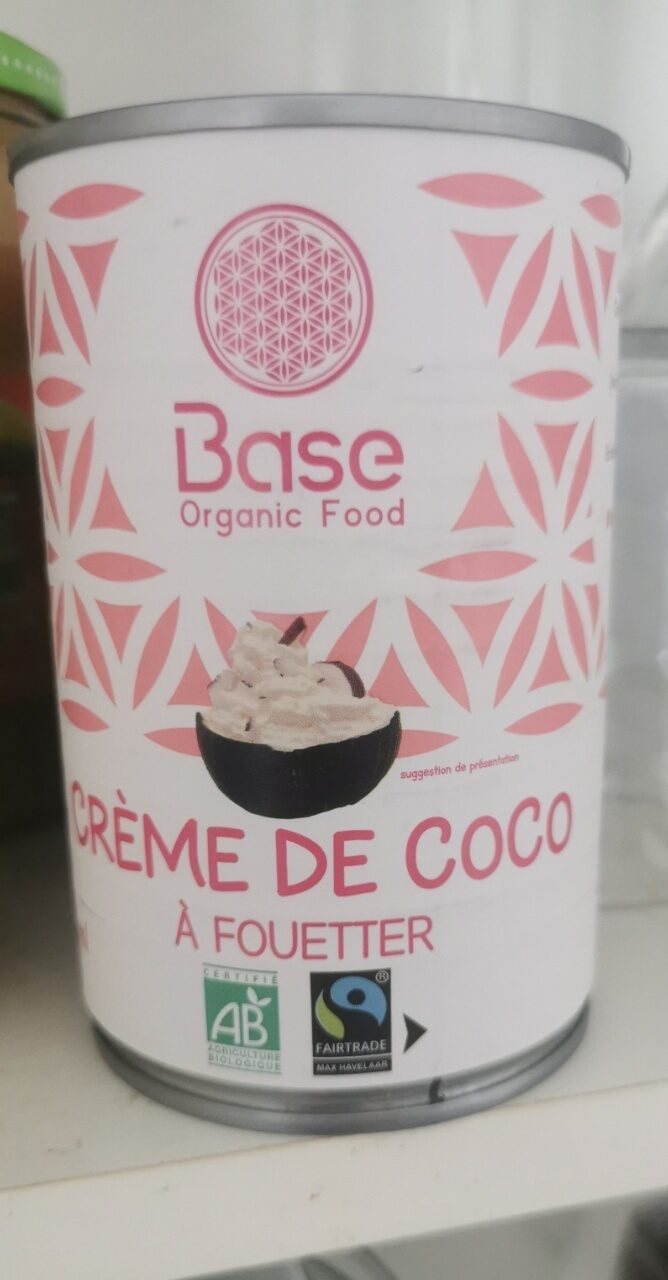 Base
Organic Food
suggestion de présentation
CRÈME DE COCO
À FOUETTER
CERTIFIÉ
AB
AGRICULTURE
BIOLOGIQUE
®
FAIRTRADE
MAX HAVELAAR